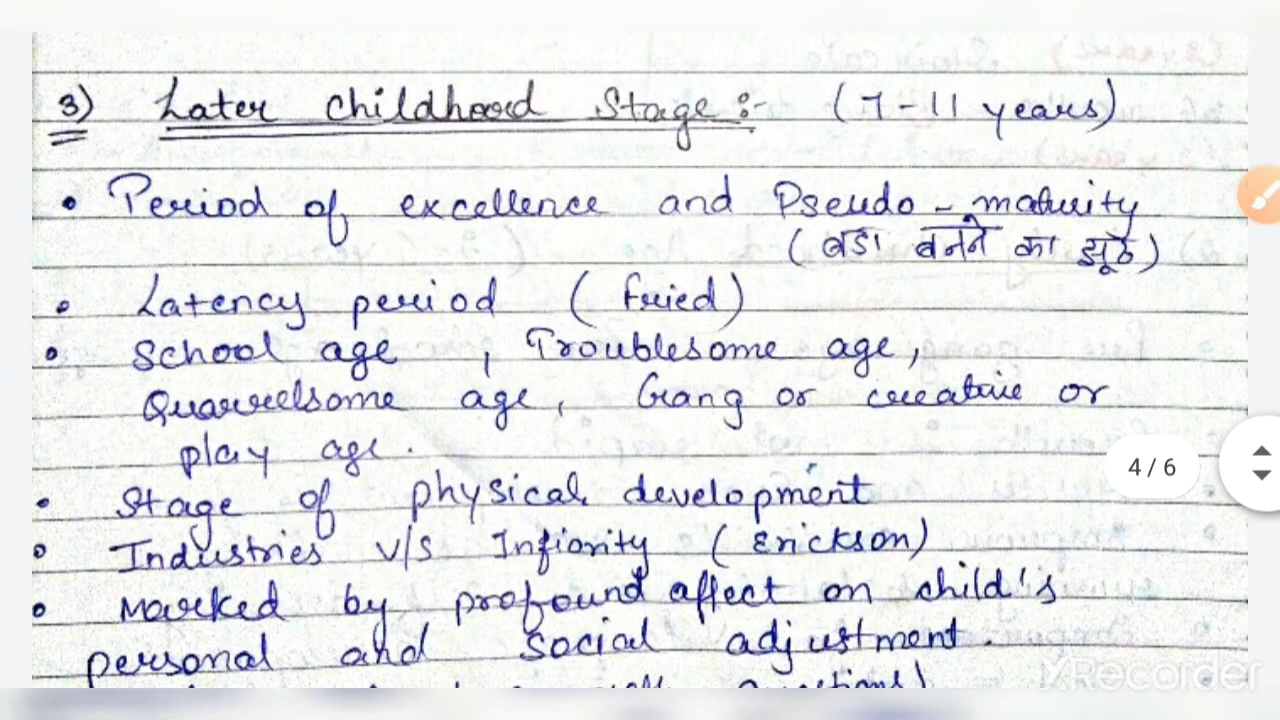 3) Later childhood Stage :- (7-11 years)
• Period of excellence and Pseudo-maturity
(बड़ा बनने का झूठ)
• Latency period (fried)
• School age, Troublesome age,
Quarrelsome age, Gang or creative or
play age.
4 / 6
• Stage of physical development
• Industries v/s Infiority (Erickson)
• Marked by profound affect on child's
personal and social adjustment.
XRecorder